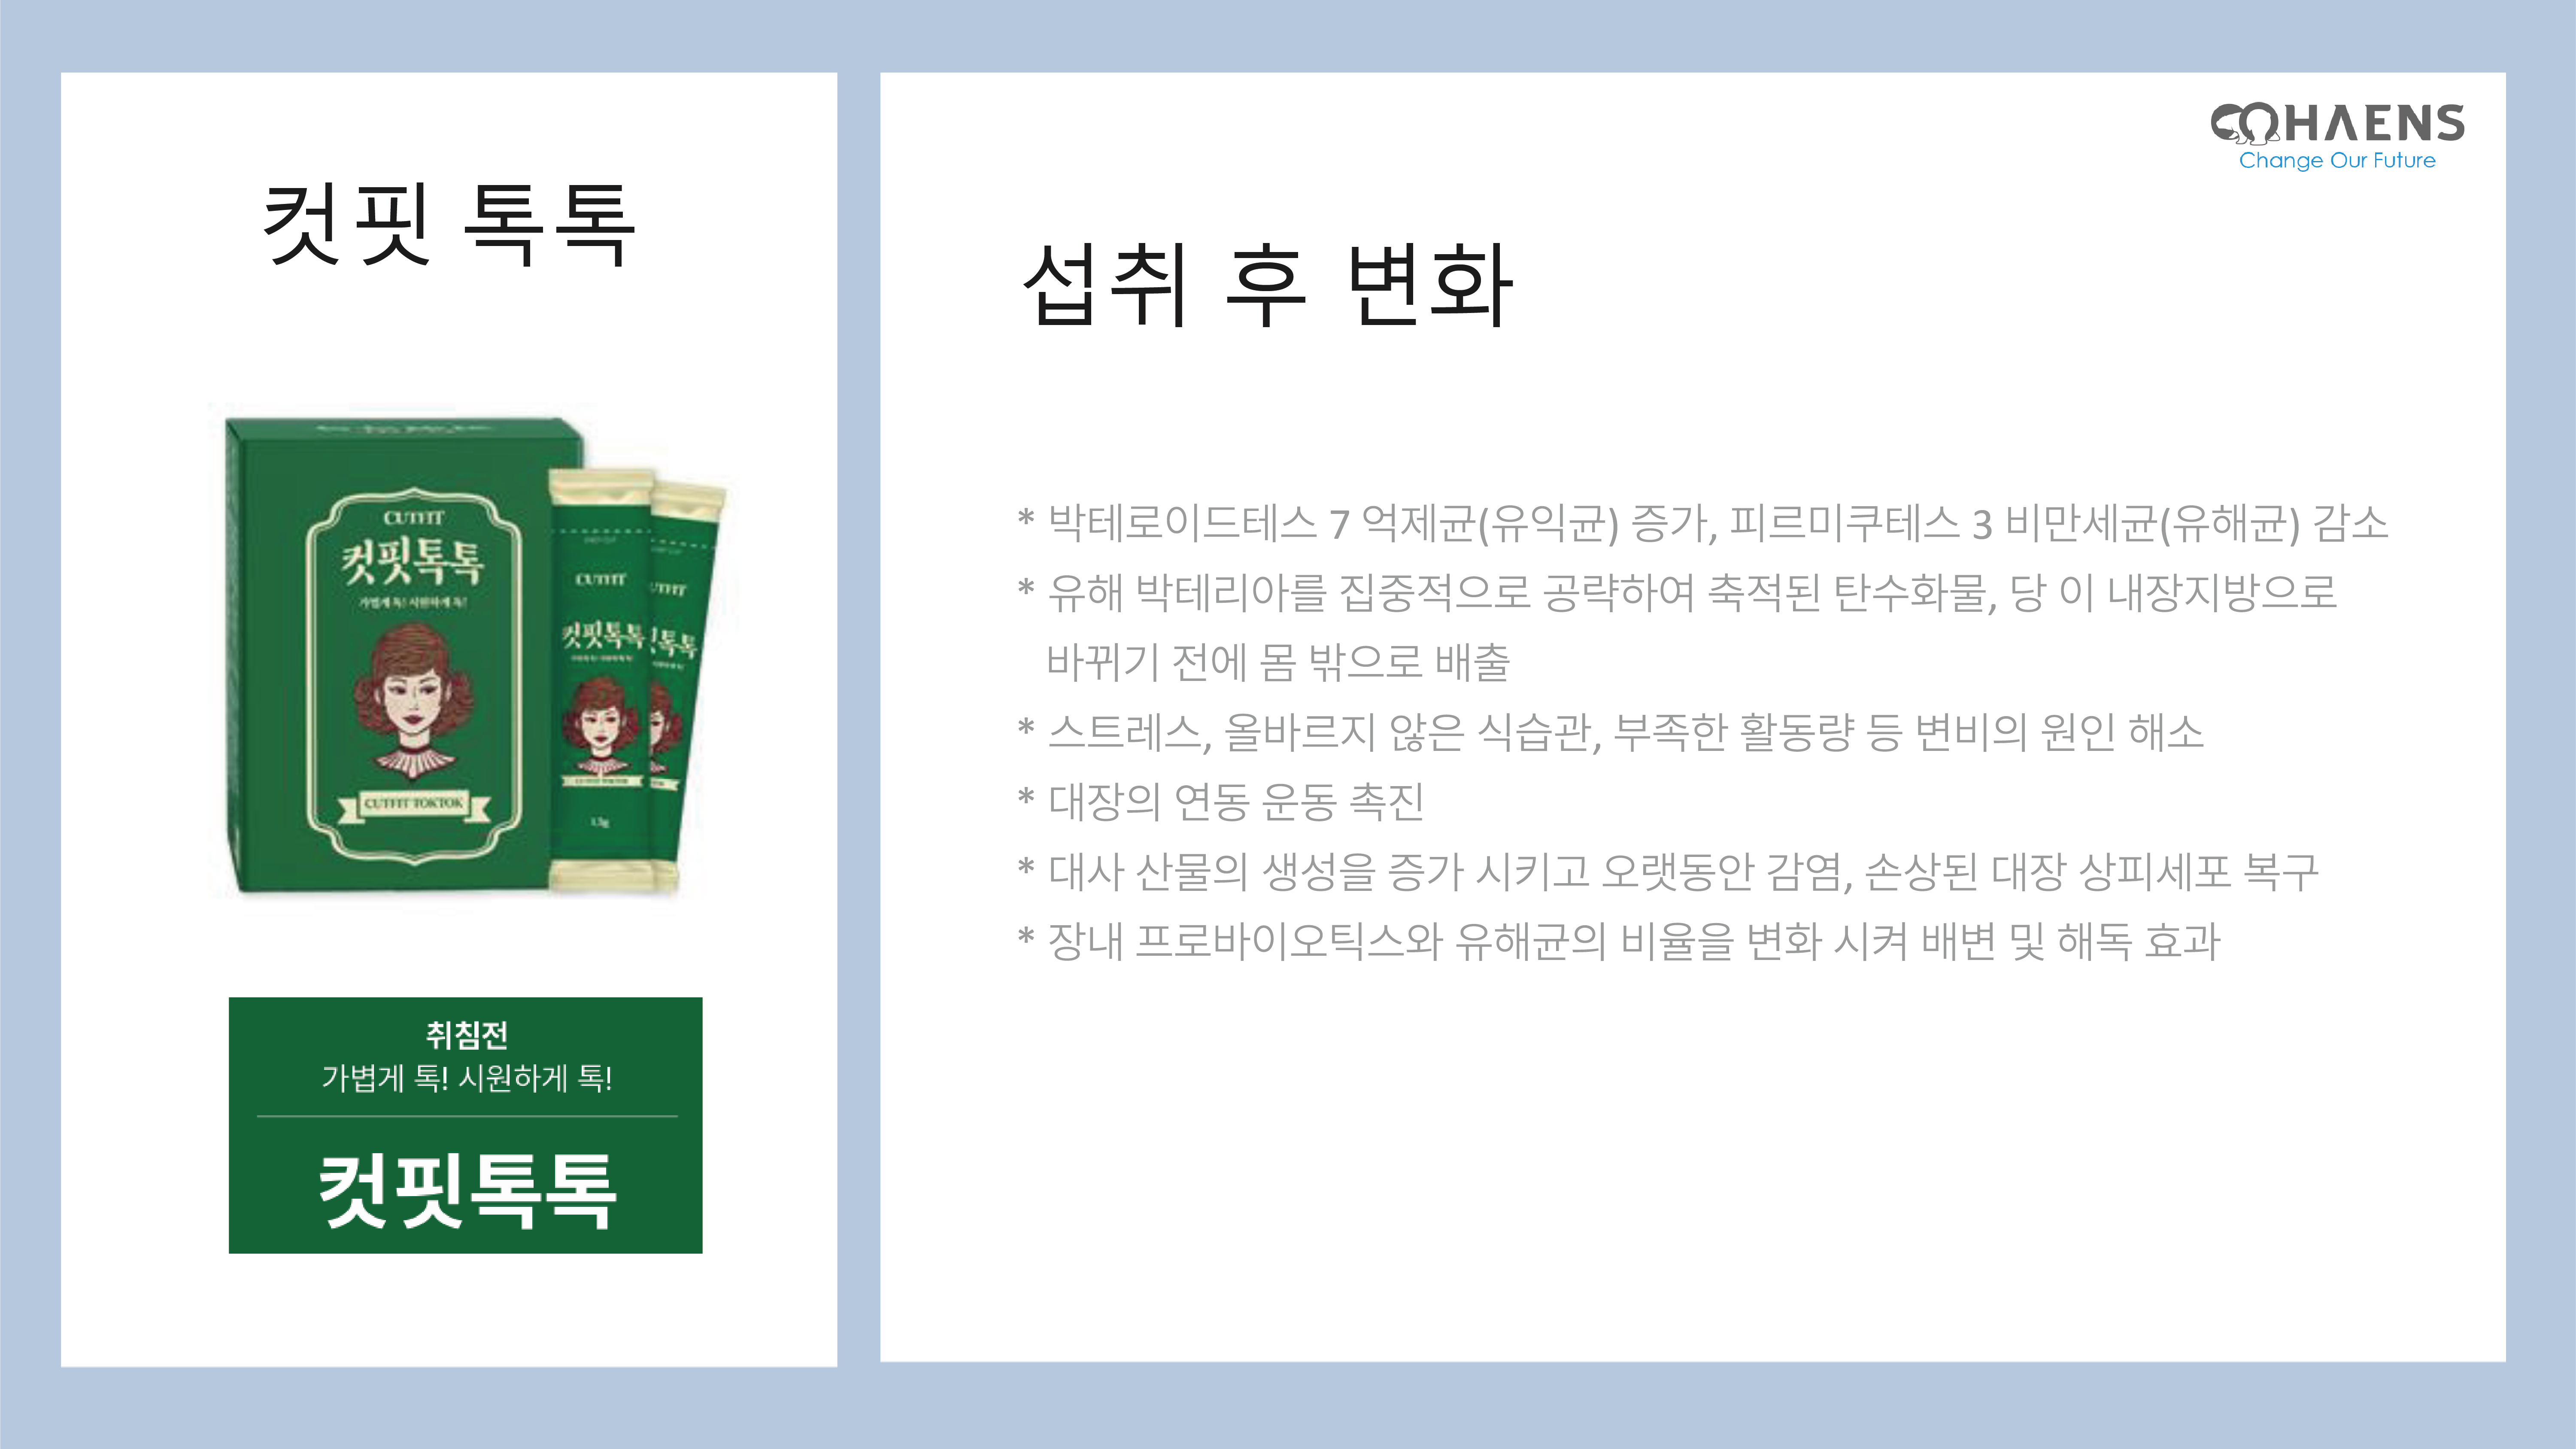 컷핏 톡톡
CUTFIT
컷핏톡톡
가볍게 톡! 시원하게 톡!
CUTFIT TOKTOK
CUTFIT
컷핏톡톡
CUTFIT TOKTOK
취침전
가볍게 톡! 시원하게 톡!
컷핏톡톡
HAENS
Change Our Future
섭취 후 변화
* 박테로이드테스 7 억제균(유익균) 증가, 피르미쿠테스 3 비만세균(유해균) 감소
* 유해 박테리아를 집중적으로 공략하여 축적된 탄수화물, 당 이 내장지방으로
바뀌기 전에 몸 밖으로 배출
* 스트레스, 올바르지 않은 식습관, 부족한 활동량 등 변비의 원인 해소
* 대장의 연동 운동 촉진
* 대사 산물의 생성을 증가 시키고 오랫동안 감염, 손상된 대장 상피세포 복구
* 장내 프로바이오틱스와 유해균의 비율을 변화 시켜 배변 및 해독 효과